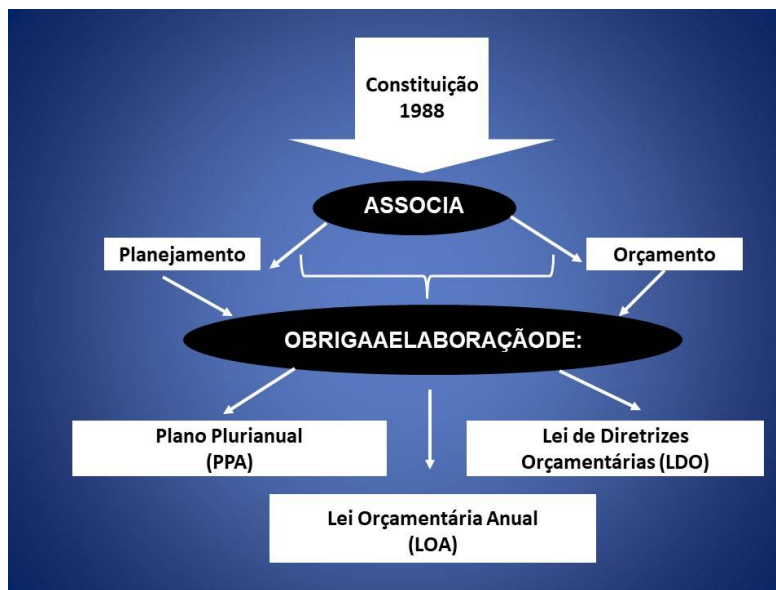 Constituição
1988
ASSOCIA
Planejamento
Orçamento
OBRIGAAELABORAÇÃODE:
Plano Plurianual
(PPA)
Lei de Diretrizes
Orçamentárias (LDO)
Lei Orçamentária Anual
(LOA)